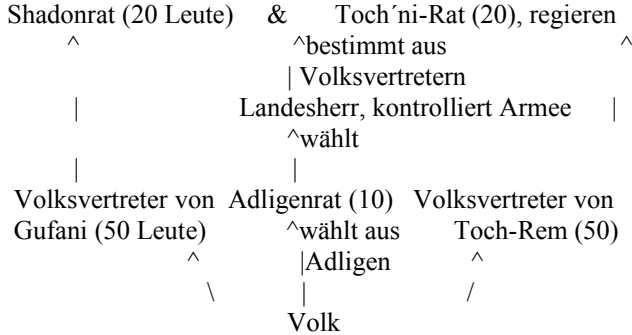 Shadonrat (20 Leute) & Toch´ni-Rat (20), regieren
^ ^bestimmt aus ^
| Volksvertretern
| Landesherr, kontrolliert Armee |
^wählt
| |
Volksvertreter von Adligenrat (10) Volksvertreter von
Gufani (50 Leute) ^wählt aus Toch-Rem (50)
^ |Adligen ^
\ | /
Volk